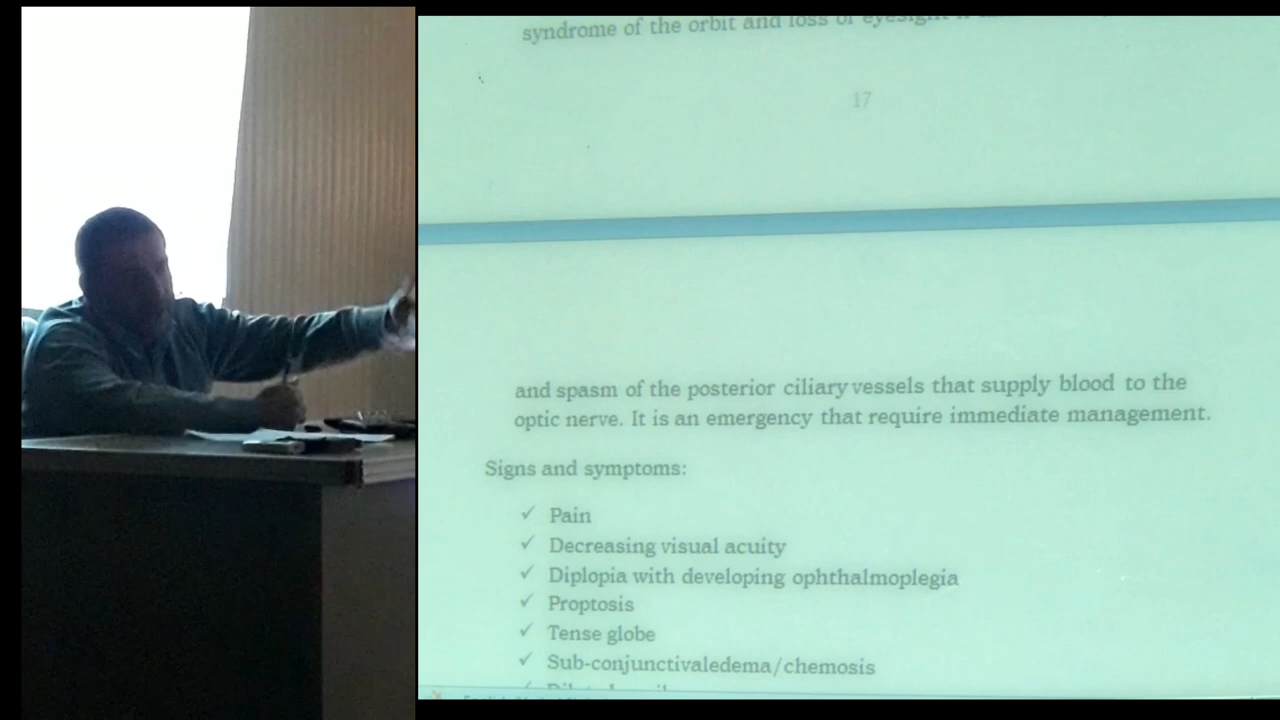 syndrome of the orbit and loss of eyesight
17
and spasm of the posterior ciliary vessels that supply blood to the
optic nerve. It is an emergency that require immediate management.
Signs and symptoms:
✓ Pain
✓ Decreasing visual acuity
✓ Diplopia with developing ophthalmoplegia
✓ Proptosis
✓ Tense globe
✓ Sub-conjunctivaledema/chemosis